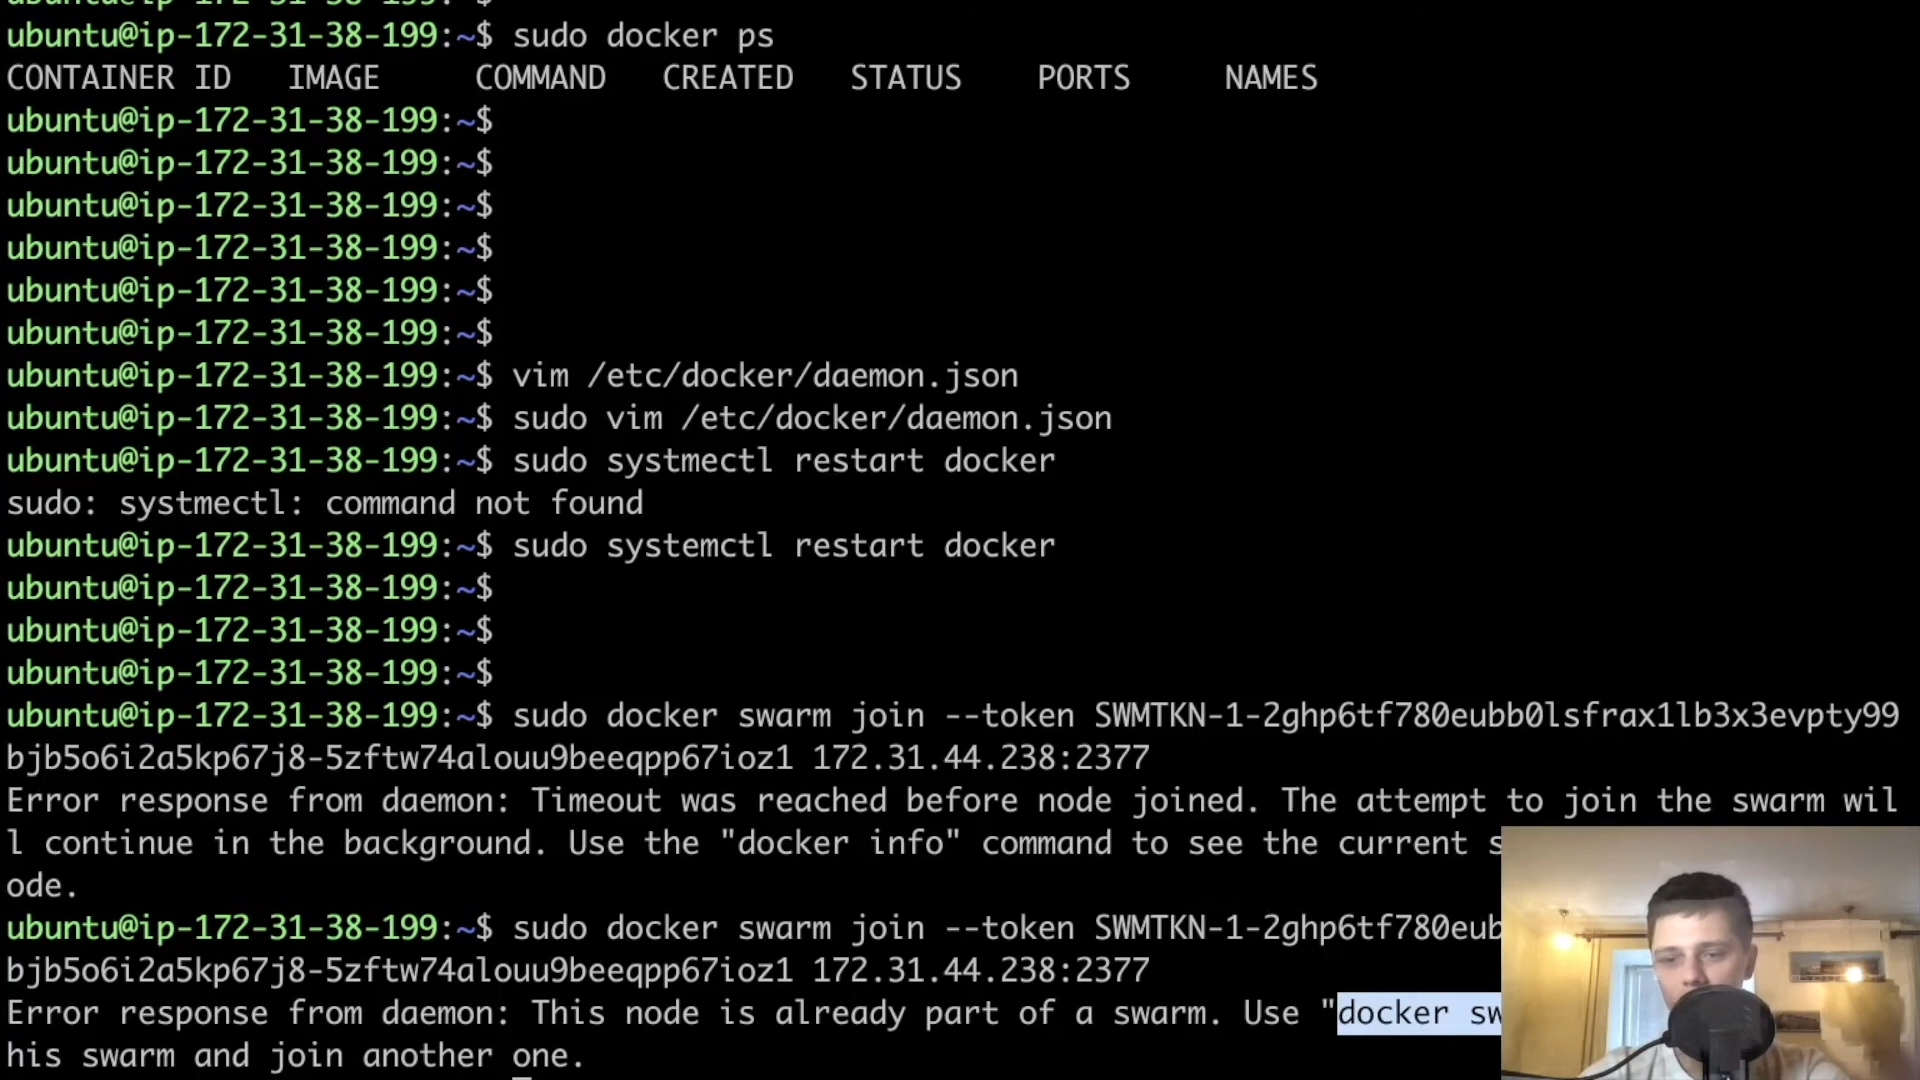 ubuntu@ip-172-31-38-199:~$
ubuntu@ip-172-31-38-199:~$ sudo docker ps
CONTAINER ID   IMAGE     COMMAND   CREATED   STATUS    PORTS     NAMES
ubuntu@ip-172-31-38-199:~$
ubuntu@ip-172-31-38-199:~$
ubuntu@ip-172-31-38-199:~$
ubuntu@ip-172-31-38-199:~$
ubuntu@ip-172-31-38-199:~$
ubuntu@ip-172-31-38-199:~$
ubuntu@ip-172-31-38-199:~$ vim /etc/docker/daemon.json
ubuntu@ip-172-31-38-199:~$ sudo vim /etc/docker/daemon.json
ubuntu@ip-172-31-38-199:~$ sudo systmectl restart docker
sudo: systmectl: command not found
ubuntu@ip-172-31-38-199:~$ sudo systemctl restart docker
ubuntu@ip-172-31-38-199:~$
ubuntu@ip-172-31-38-199:~$
ubuntu@ip-172-31-38-199:~$
ubuntu@ip-172-31-38-199:~$ sudo docker swarm join --token SWMTKN-1-2ghp6tf780eubb0lsfrax1lb3x3evpty99
bjb5o6i2a5kp67j8-5zftw74alouu9beeqpp67ioz1 172.31.44.238:2377
Error response from daemon: Timeout was reached before node joined. The attempt to join the swarm wil
l continue in the background. Use the "docker info" command to see the current s
ode.
ubuntu@ip-172-31-38-199:~$ sudo docker swarm join --token SWMTKN-1-2ghp6tf780eub
bjb5o6i2a5kp67j8-5zftw74alouu9beeqpp67ioz1 172.31.44.238:2377
Error response from daemon: This node is already part of a swarm. Use "docker sw
his swarm and join another one.